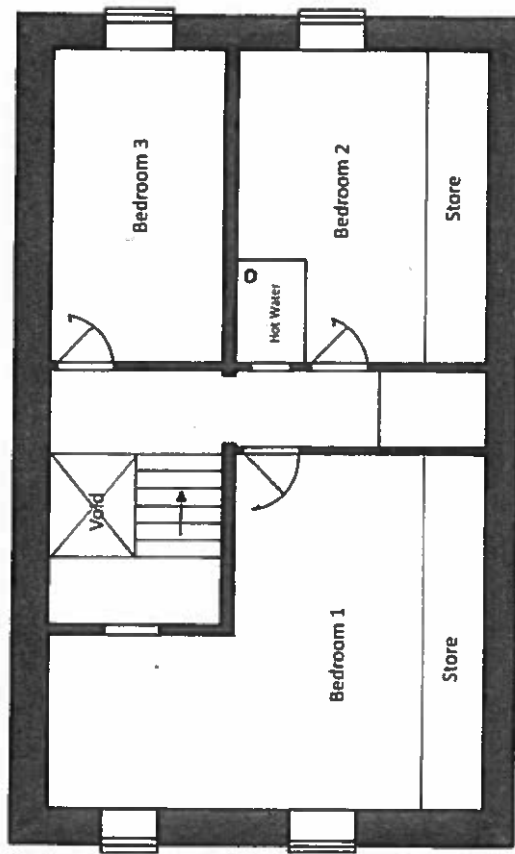 Bedroom 3
Bedroom 2
Store
Hot Water
Void
Bedroom 1
Store